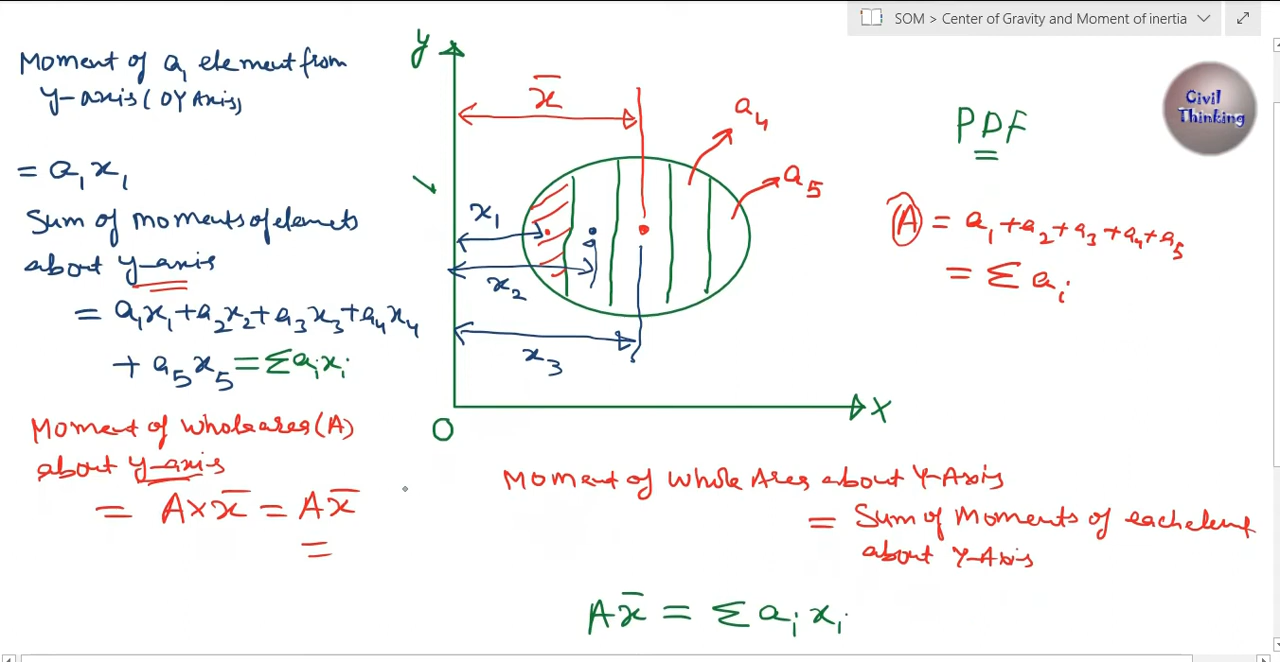 SOM > Center of Gravity and Moment of inertia
Civil
Thinking
PDF
Moment of a₁ element from
Y-axis (OY Axis)
= a₁x₁
Sum of moments of elemets
about Y-axis
= a₁x₁+a₂x₂+a₃x₃+a₄x₄
+ a₅x₅ = Σaᵢxᵢ
Moment of whole area (A)
about Y-axis
= A×x̄ = Ax̄
y
x̄
a₄
a₅
x₁
x₂
x₃
O
X
A = a₁+a₂+a₃+a₄+a₅
= Σaᵢ
Moment of Whole Area about Y-Axis
= Sum of Moments of each elent
about Y-Axis
Ax̄ = Σaᵢxᵢ